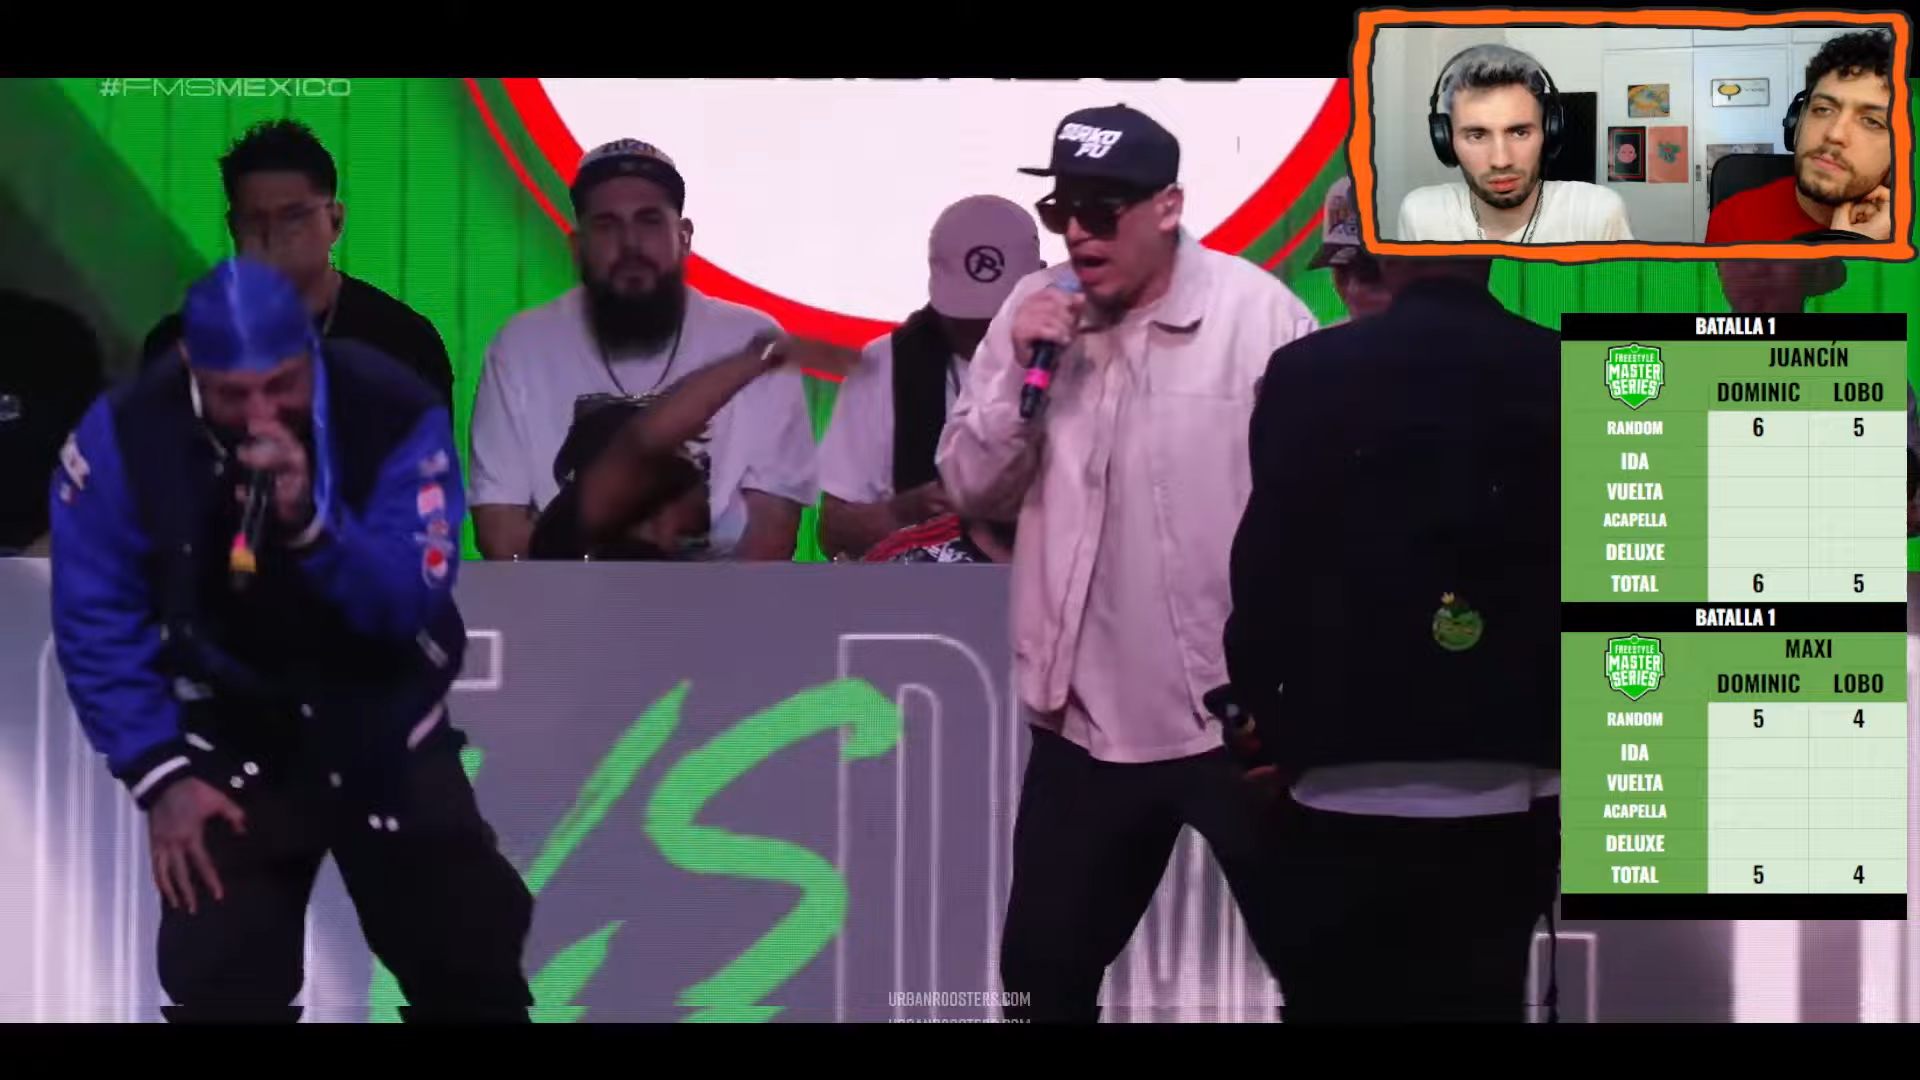 #FMSMEXICO
BATALLA 1
FREESTYLE
MASTER
SERIES
JUANCÍN
DOMINIC LOBO
RANDOM 6 5
IDA
VUELTA
ACAPELLA
DELUXE
TOTAL 6 5
BATALLA 1
FREESTYLE
MASTER
SERIES
MAXI
DOMINIC LOBO
RANDOM 5 4
IDA
VUELTA
ACAPELLA
DELUXE
TOTAL 5 4
VS
URBANROOSTERS.COM